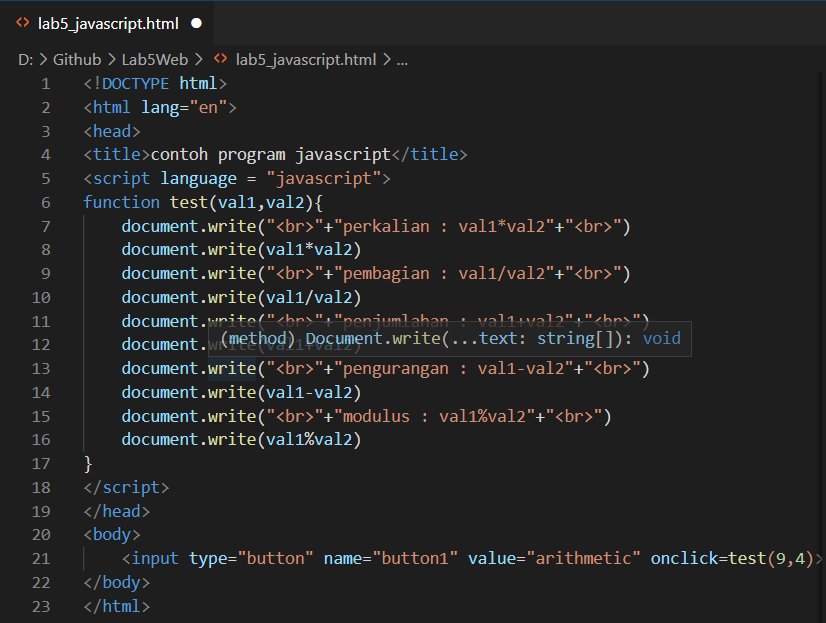 <> lab5_javascript.html ●
D: > Github > Lab5Web > <> lab5_javascript.html > ...
1 <!DOCTYPE html>
2 <html lang="en">
3 <head>
4 <title>contoh program javascript</title>
5 <script language = "javascript">
6 function test(val1,val2){
7 document.write("<br>"+"perkalian : val1*val2"+"<br>")
8 document.write(val1*val2)
9 document.write("<br>"+"pembagian : val1/val2"+"<br>")
10 document.write(val1/val2)
11 document.write("<br>"+"penjumlahan : val1+val2"+"<br>")
12 document.write(val1+val2)
(method) Document.write(...text: string[]): void
13 document.write("<br>"+"pengurangan : val1-val2"+"<br>")
14 document.write(val1-val2)
15 document.write("<br>"+"modulus : val1%val2"+"<br>")
16 document.write(val1%val2)
17 }
18 </script>
19 </head>
20 <body>
21 <input type="button" name="button1" value="arithmetic" onclick=test(9,4)>
22 </body>
23 </html>